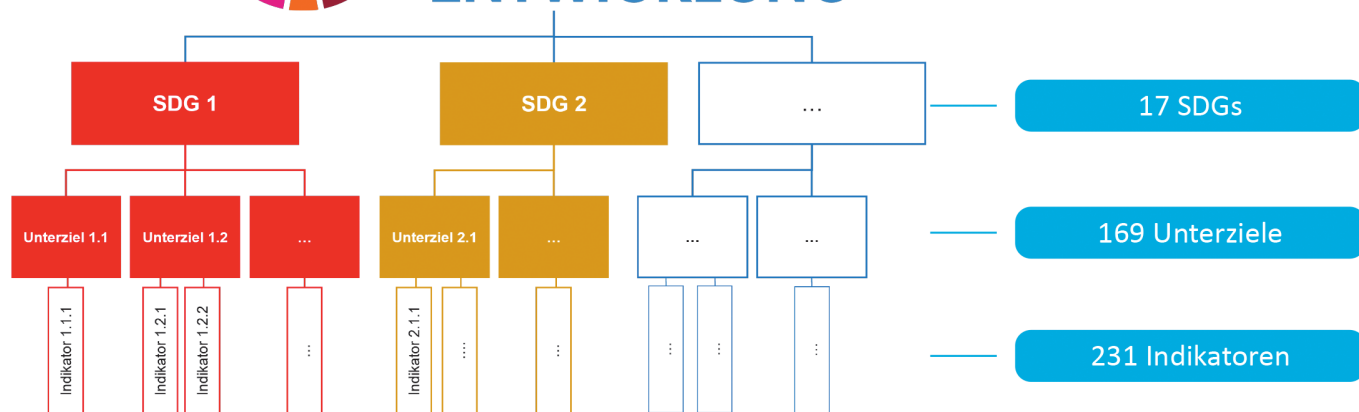 SDG 1
SDG 2
...
17 SDGs
Unterziel 1.1
Unterziel 1.2
...
Unterziel 2.1
...
...
...
169 Unterziele
Indikator 1.1.1
Indikator 1.2.1
Indikator 1.2.2
...
Indikator 2.1.1
....
...
...
...
...
231 Indikatoren